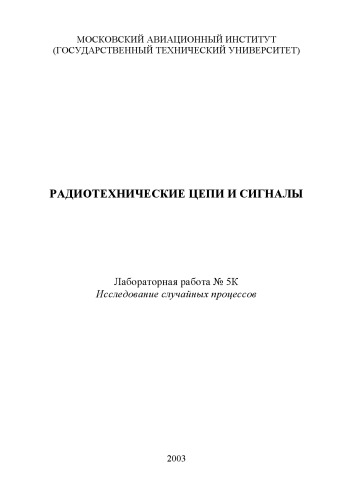 МОСКОВСКИЙ АВИАЦИОННЫЙ ИНСТИТУТ
(ГОСУДАРСТВЕННЫЙ ТЕХНИЧЕСКИЙ УНИВЕРСИТЕТ)
РАДИОТЕХНИЧЕСКИЕ ЦЕПИ И СИГНАЛЫ
Лабораторная работа № 5К
Исследование случайных процессов
2003